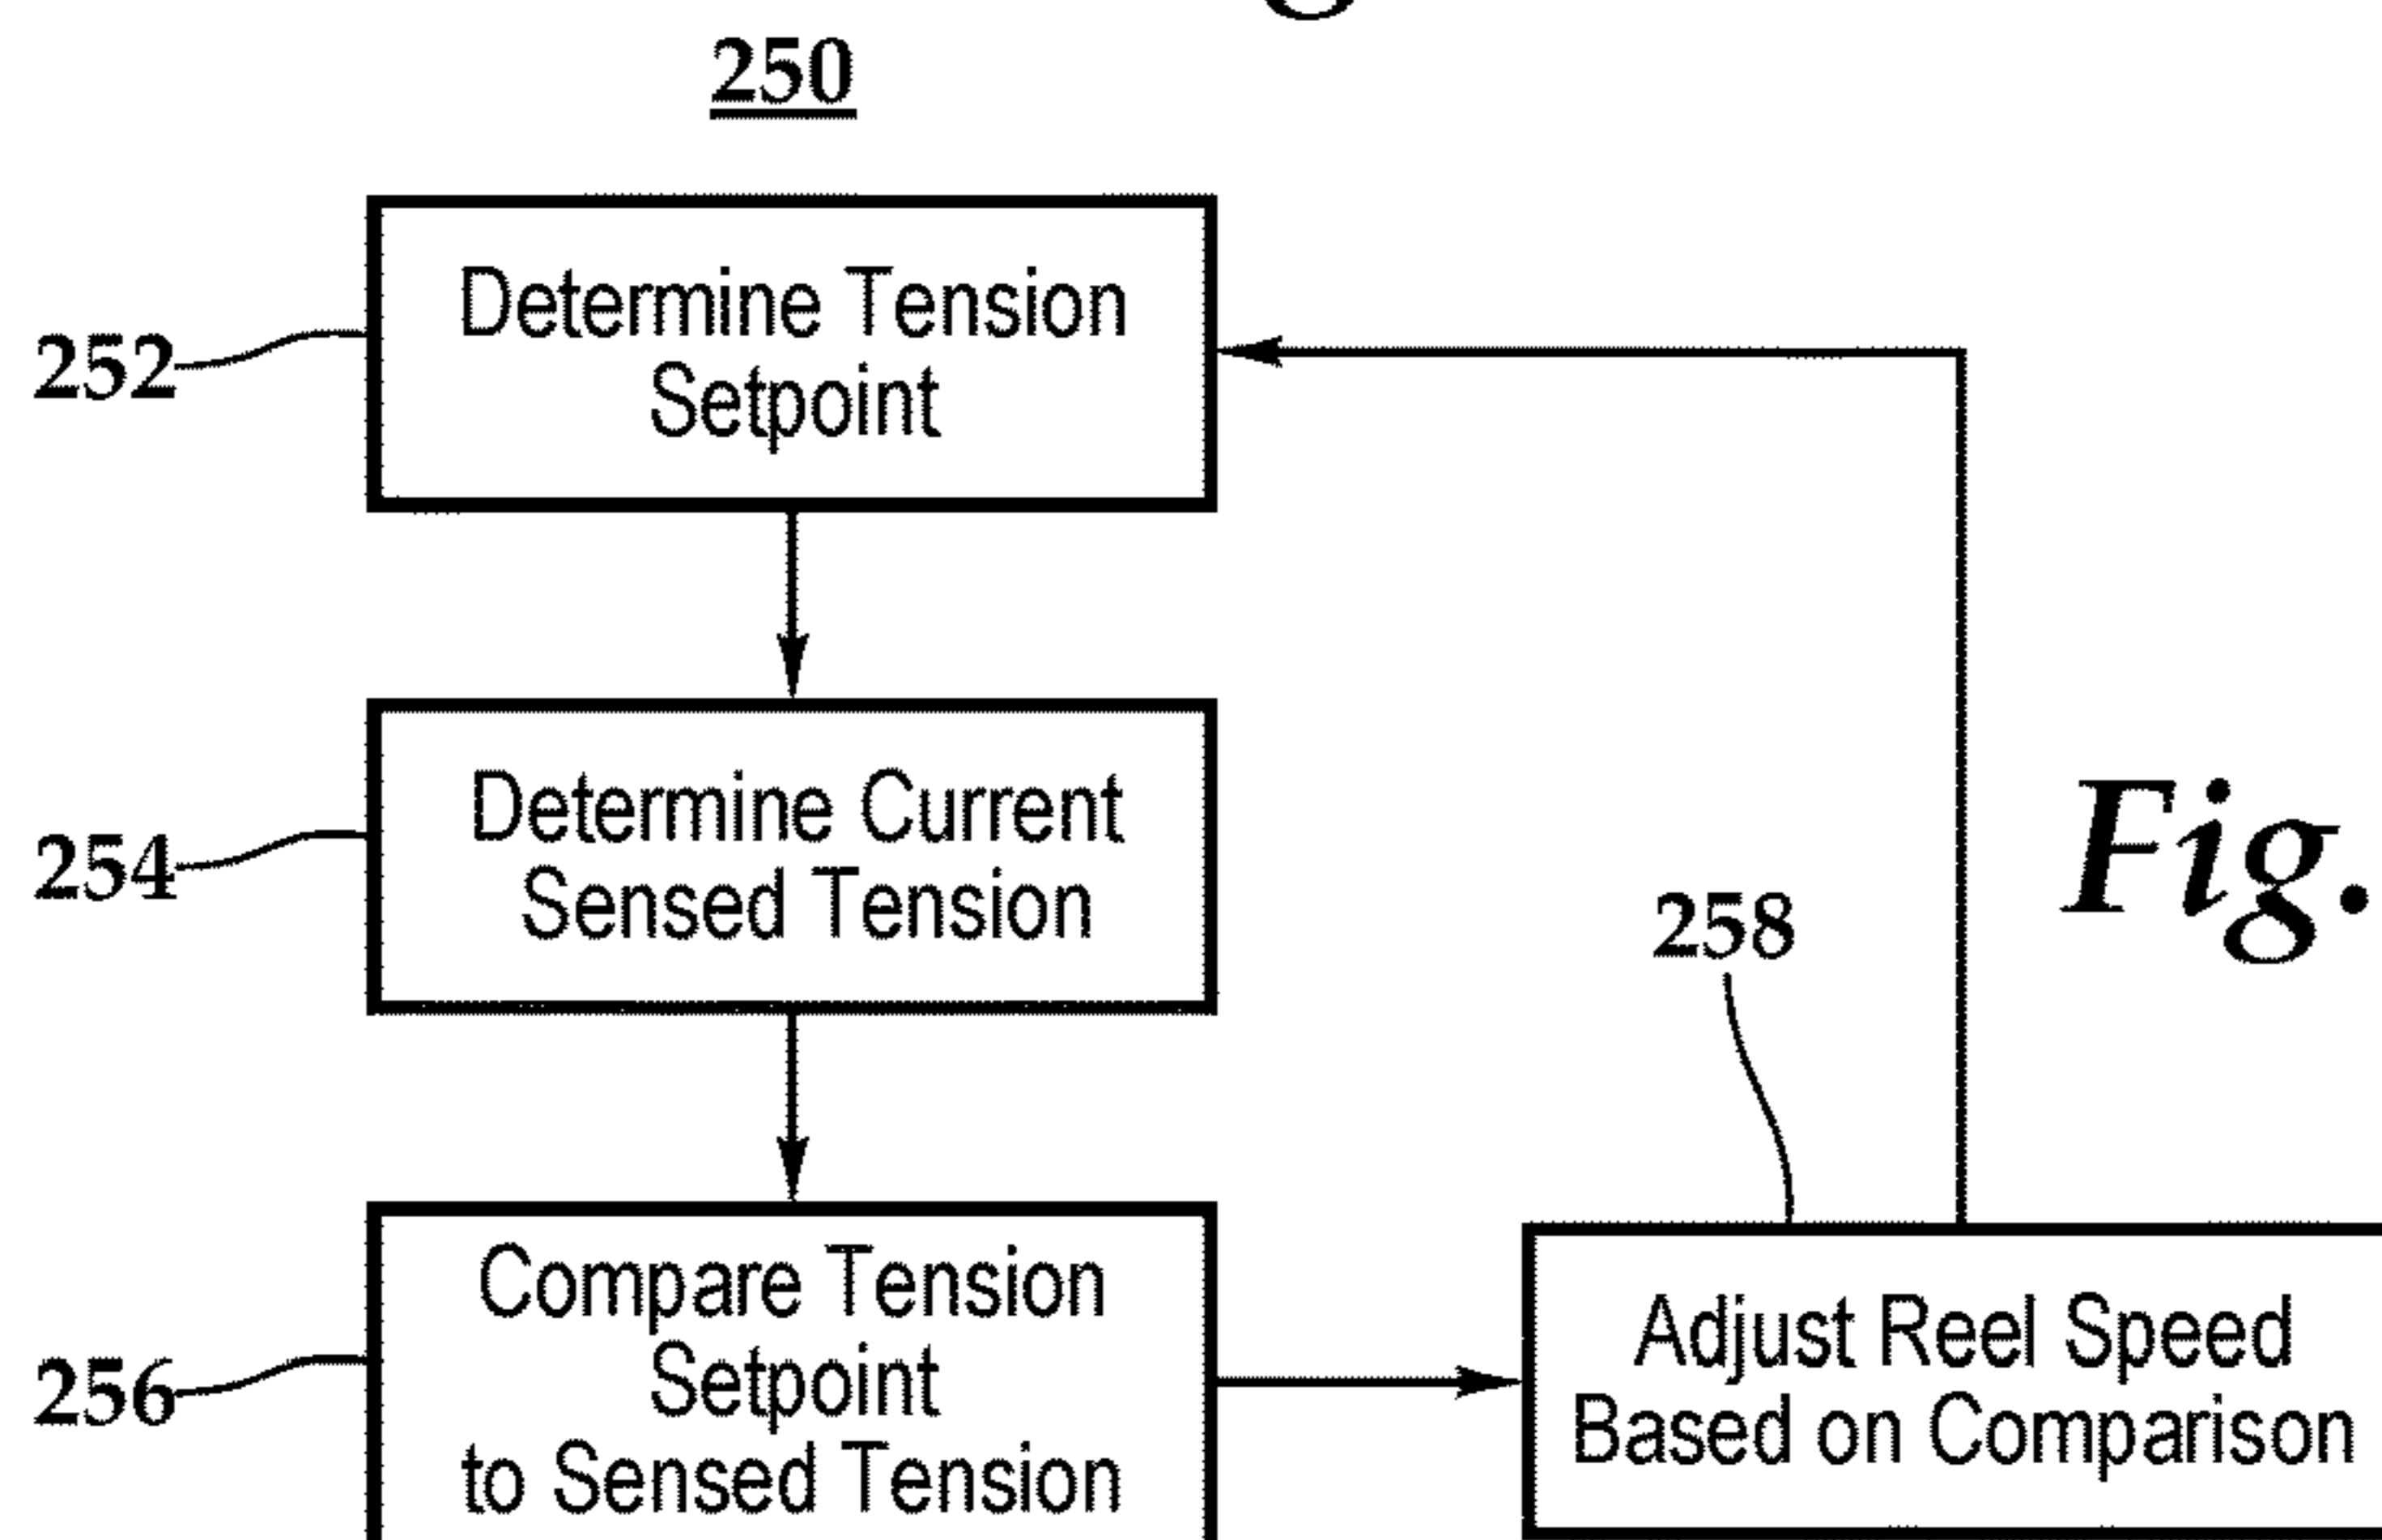 250
Determine Tension
Setpoint
252
Determine Current
Sensed Tension
254
258
Fig.
Compare Tension
Setpoint
to Sensed Tension
256
Adjust Reel Speed
Based on Comparison